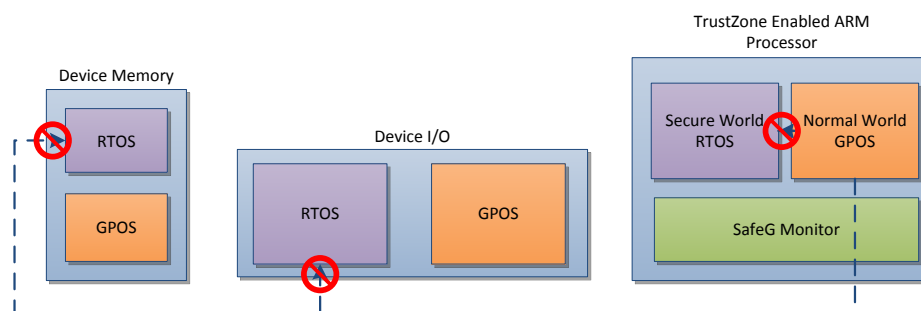 TrustZone Enabled ARM
Processor
Device Memory
RTOS
GPOS
Device I/O
RTOS
GPOS
Secure World
RTOS
Normal World
GPOS
SafeG Monitor